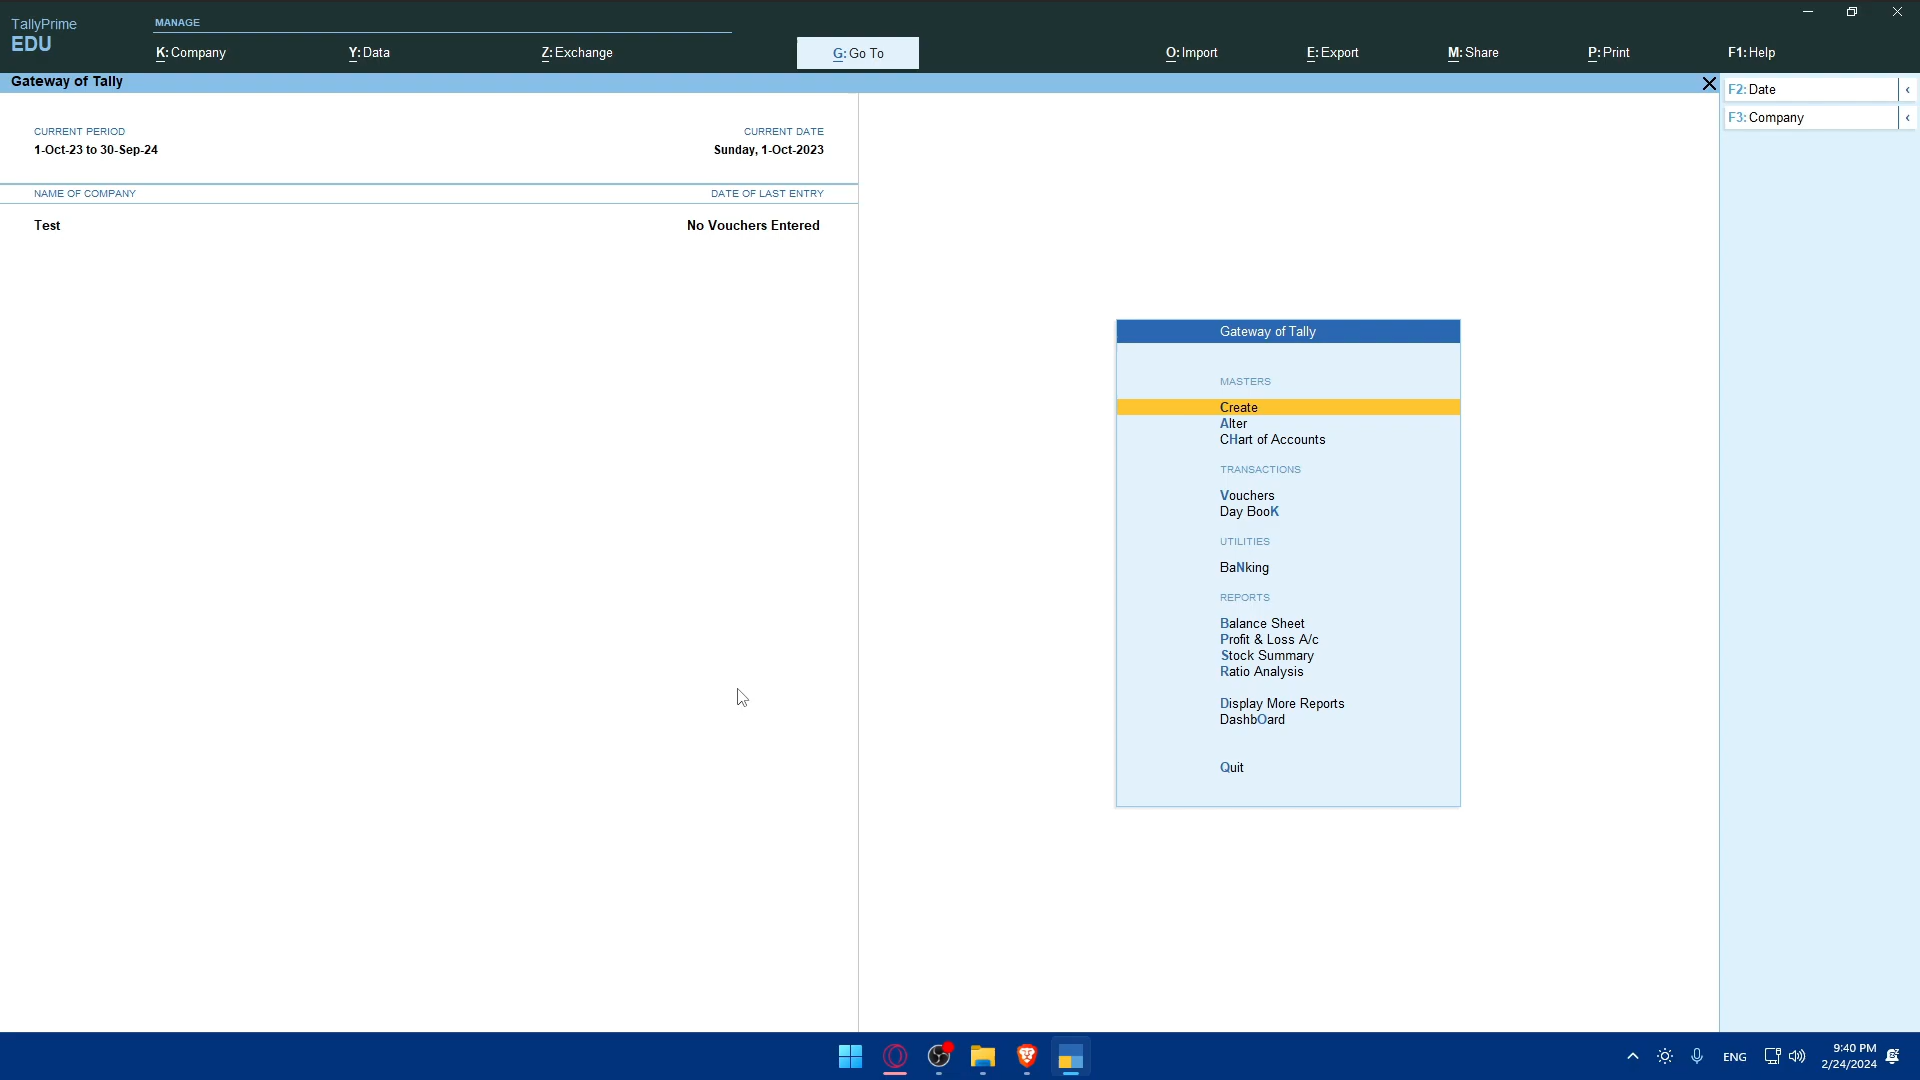 TallyPrime
EDU
MANAGE
K: Company
Y: Data
Z: Exchange
G: Go To
O: Import
E: Export
M: Share
P: Print
F1: Help
Gateway of Tally
F2: Date
F3: Company
CURRENT PERIOD
CURRENT DATE
1-Oct-23 to 30-Sep-24
Sunday, 1-Oct-2023
NAME OF COMPANY
DATE OF LAST ENTRY
Test
No Vouchers Entered
Gateway of Tally
MASTERS
Create
Alter
CHart of Accounts
TRANSACTIONS
Vouchers
Day BooK
UTILITIES
BaNking
REPORTS
Balance Sheet
Profit & Loss A/c
Stock Summary
Ratio Analysis
Display More Reports
DashbOard
Quit
ENG
9:40 PM
2/24/2024